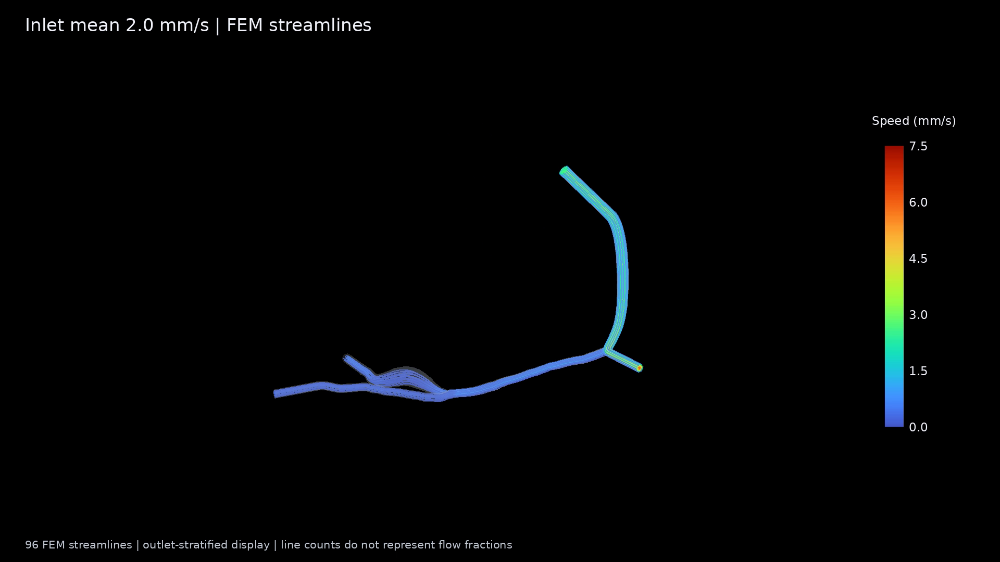 Inlet mean 2.0 mm/s | FEM streamlines
Speed (mm/s)
7.5
6.0
4.5
3.0
1.5
0.0
96 FEM streamlines | outlet-stratified display | line counts do not represent flow fractions